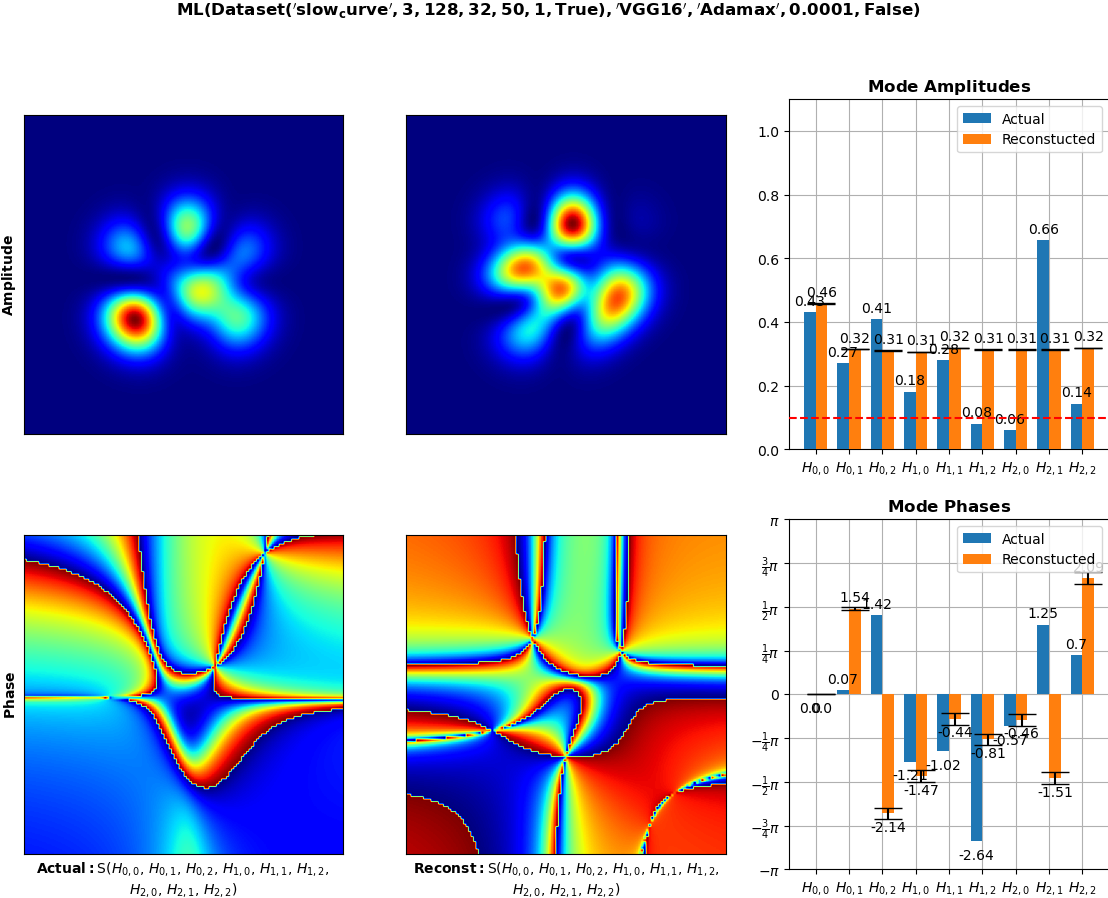 ML(Dataset('slow_curve', 3, 128, 32, 50, 1, True), 'VGG16', 'Adamax', 0.0001, False)
Amplitude
Mode Amplitudes
Actual
Reconstucted
1.0
0.8
0.6
0.4
0.2
0.0
0.43
0.46
0.27
0.32
0.41
0.31
0.18
0.31
0.28
0.32
0.08
0.31
0.06
0.31
0.66
0.31
0.14
0.32
H0,0 H0,1 H0,2 H1,0 H1,1 H1,2 H2,0 H2,1 H2,2
Phase
Actual: S(H0,0, H0,1, H0,2, H1,0, H1,1, H1,2,
H2,0, H2,1, H2,2)
Reconst: S(H0,0, H0,1, H0,2, H1,0, H1,1, H1,2,
H2,0, H2,1, H2,2)
Mode Phases
Actual
Reconstucted
π
3/4π
1/2π
1/4π
0
−1/4π
−1/2π
−3/4π
−π
0.0
0.0
0.07
1.54
1.42
-2.14
-1.21
-1.47
-1.02
-0.44
-2.64
-0.81
-0.57
-0.46
1.25
-1.51
0.7
H0,0 H0,1 H0,2 H1,0 H1,1 H1,2 H2,0 H2,1 H2,2